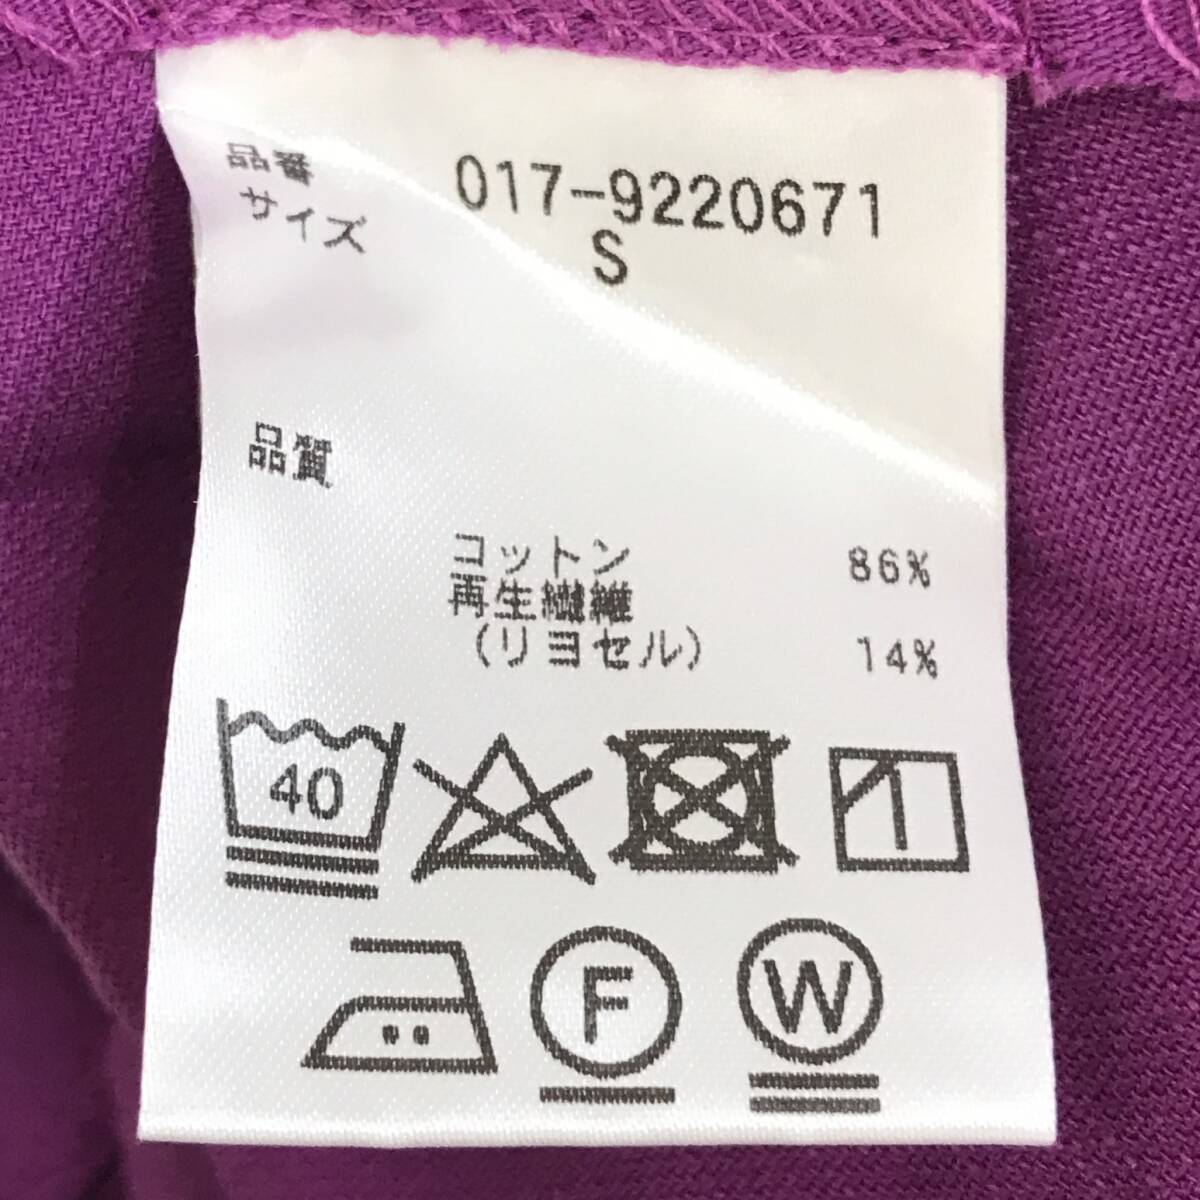 品番 017-9220671
サイズ S
品質
コットン 86%
再生繊維
(リヨセル) 14%
40
F
W